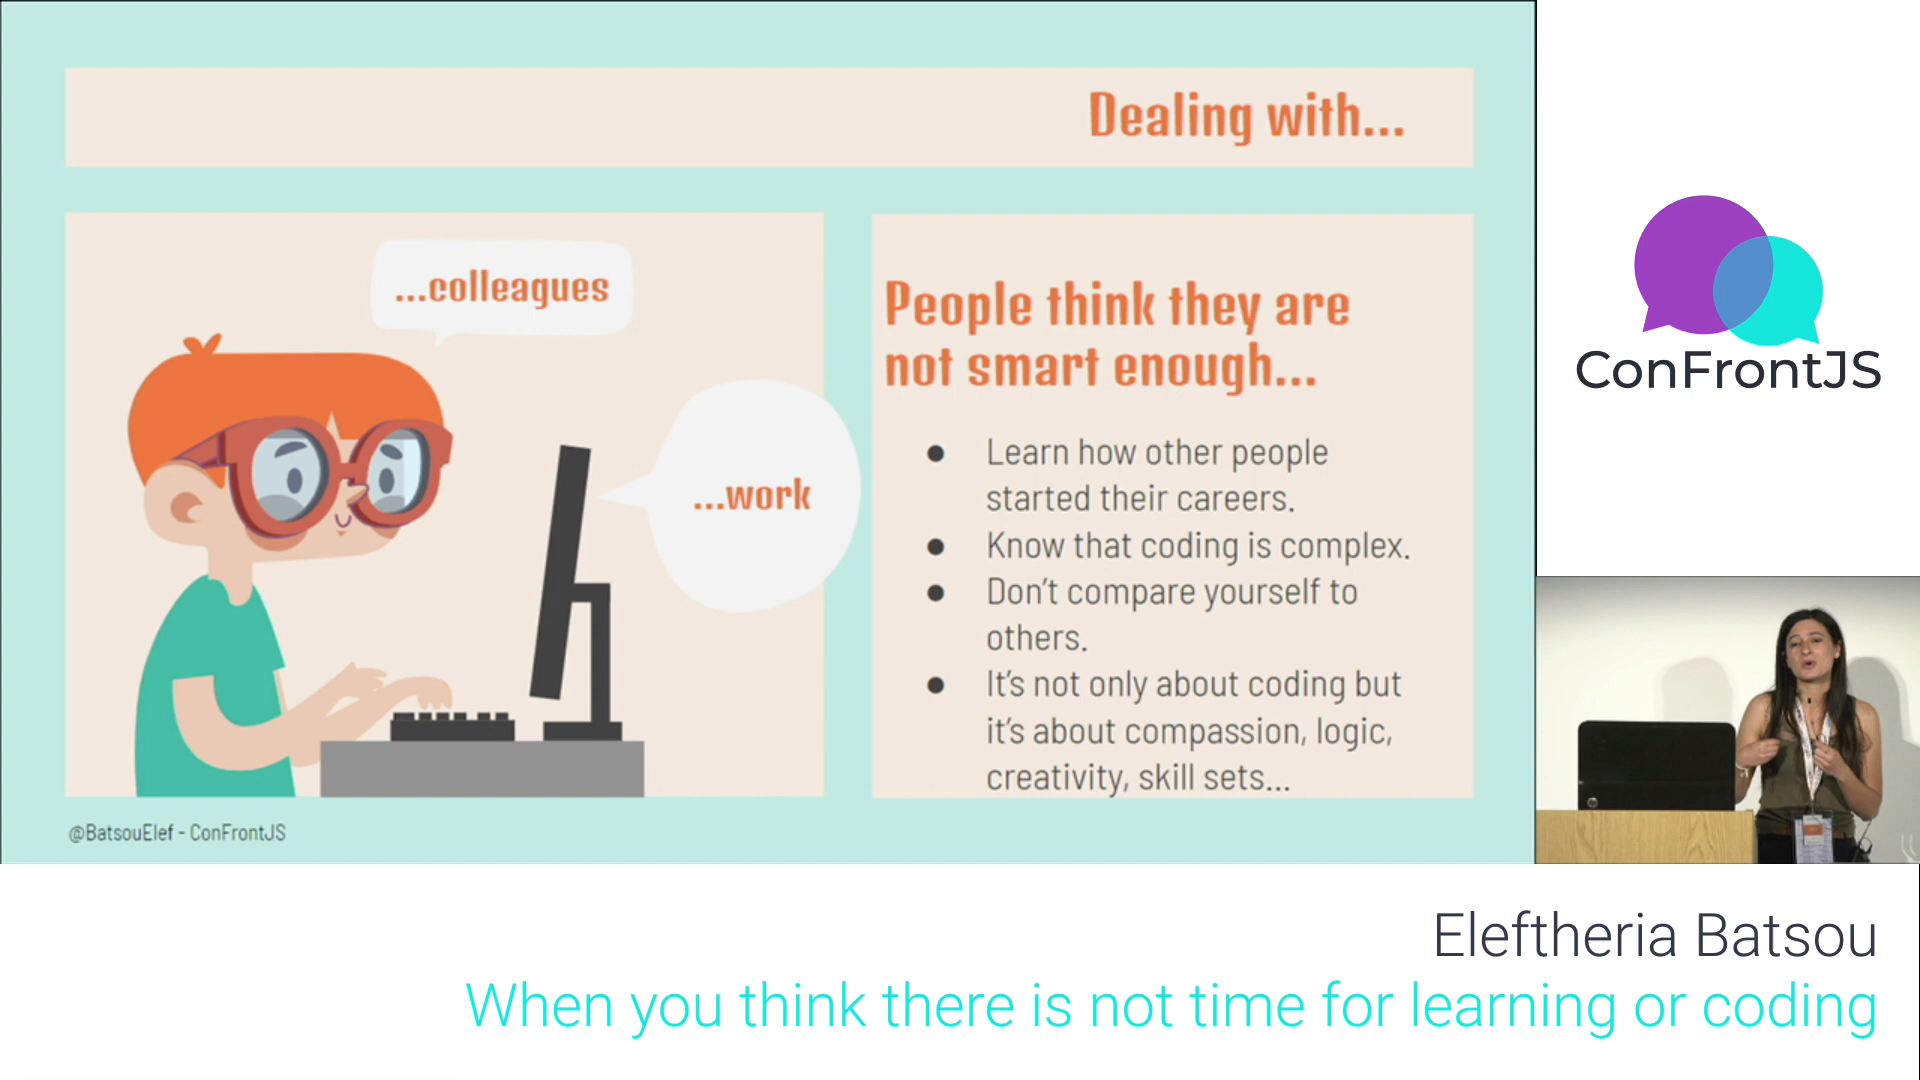 Dealing with...
...colleagues
...work
People think they are
not smart enough...
● Learn how other people
started their careers.
● Know that coding is complex.
● Don't compare yourself to
others.
● It's not only about coding but
it's about compassion, logic,
creativity, skill sets...
@BatsouElef - ConFrontJS
ConFrontJS
Eleftheria Batsou
When you think there is not time for learning or coding